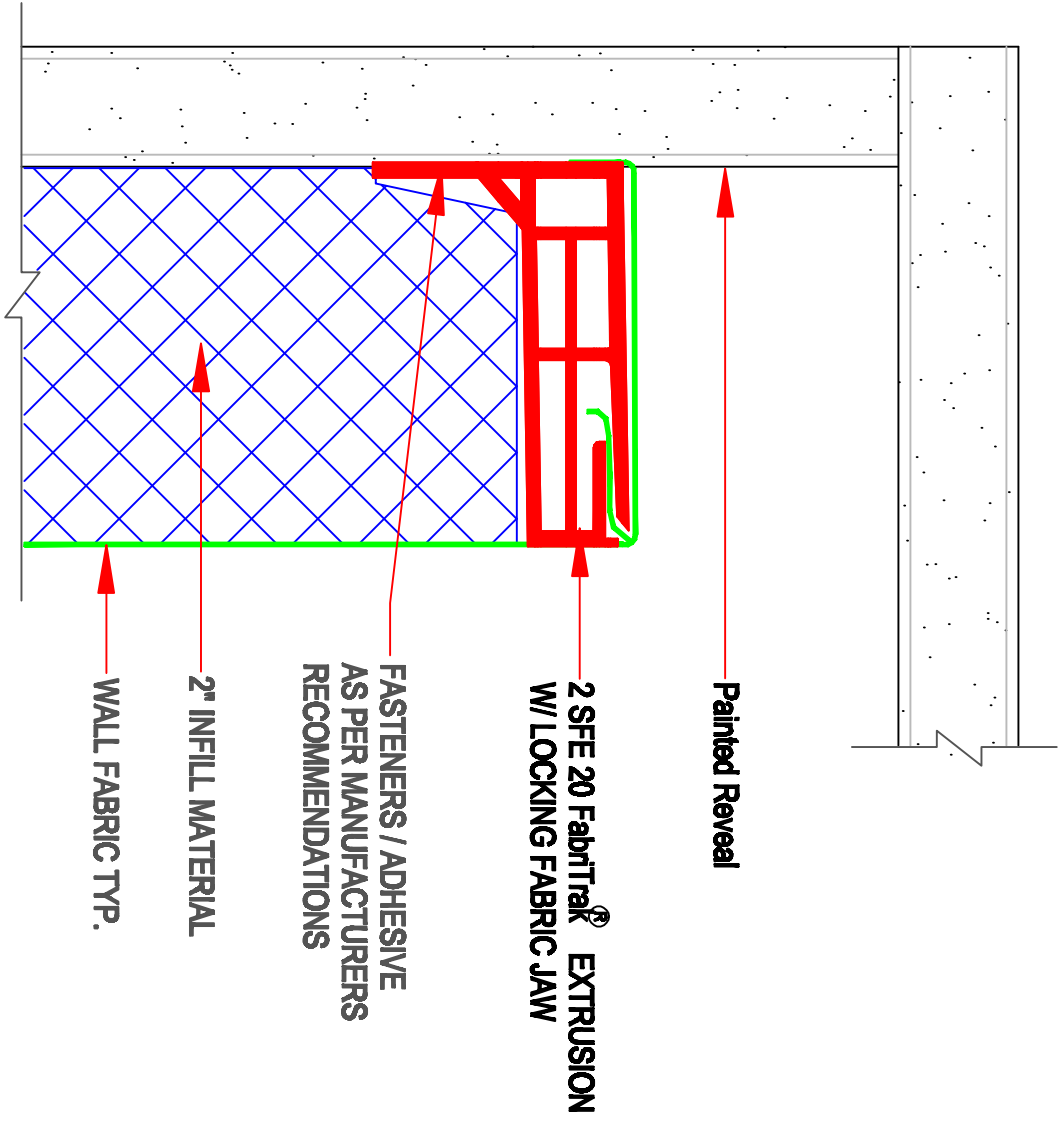 Painted Reveal
2 SFE 20 FabriTrak® EXTRUSION
W/ LOCKING FABRIC JAW
FASTENERS / ADHESIVE
AS PER MANUFACTURERS
RECOMMENDATIONS
2" INFILL MATERIAL
WALL FABRIC TYP.